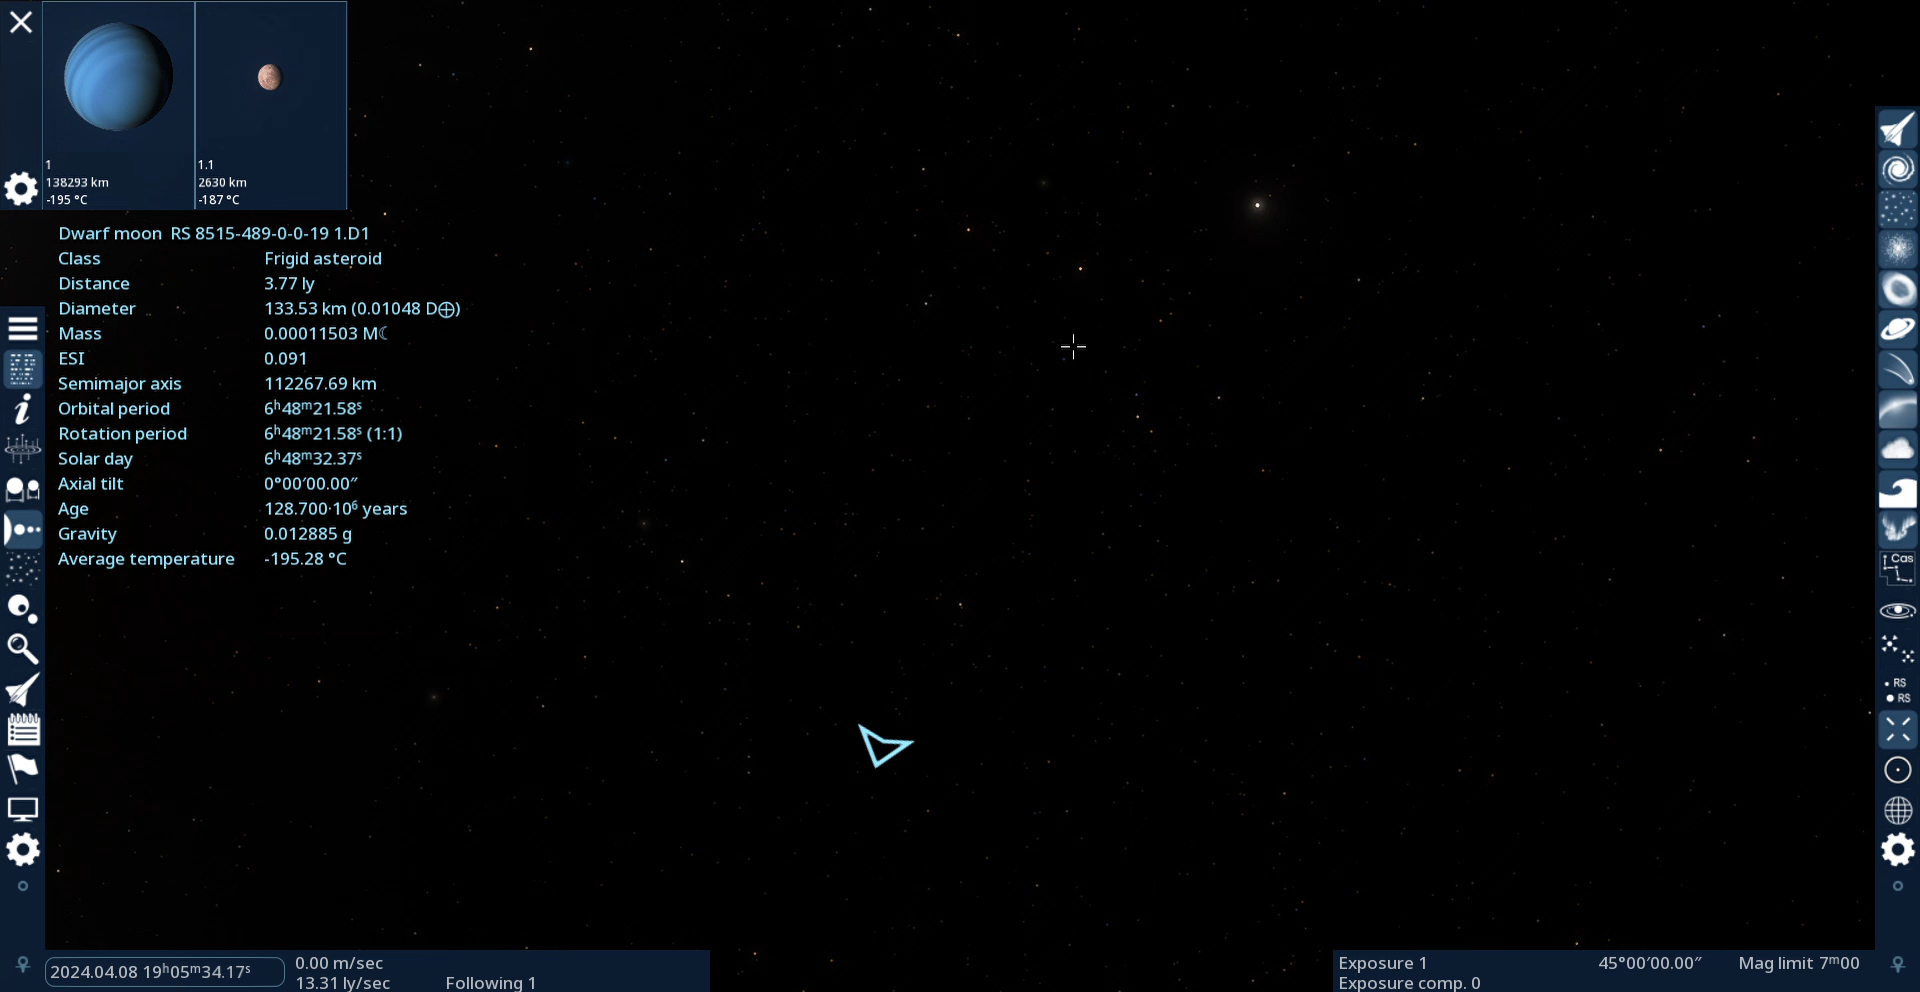 1
138293 km
-195 °C
1.1
2630 km
-187 °C
Dwarf moon RS 8515-489-0-0-19 1.D1
Class Frigid asteroid
Distance 3.77 ly
Diameter 133.53 km (0.01048 D⊕)
Mass 0.00011503 M☾
ESI 0.091
Semimajor axis 112267.69 km
Orbital period 6ʰ48ᵐ21.58ˢ
Rotation period 6ʰ48ᵐ21.58ˢ (1:1)
Solar day 6ʰ48ᵐ32.37ˢ
Axial tilt 0°00′00.00″
Age 128.700·10⁶ years
Gravity 0.012885 g
Average temperature -195.28 °C
Cas
RS
RS
2024.04.08 19ʰ05ᵐ34.17ˢ
0.00 m/sec
13.31 ly/sec Following 1
Exposure 1 45°00′00.00″ Mag limit 7ᵐ00
Exposure comp. 0